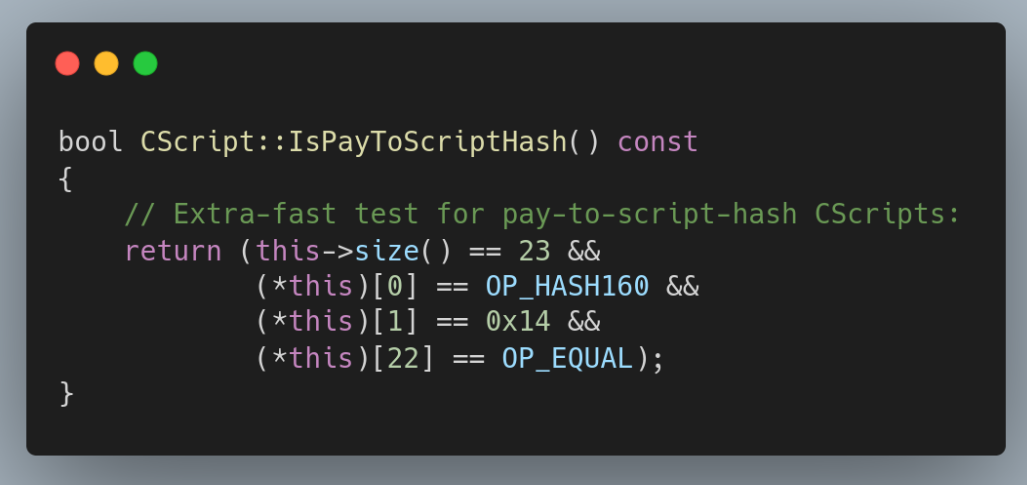 bool CScript::IsPayToScriptHash() const
{
    // Extra-fast test for pay-to-script-hash CScripts:
    return (this->size() == 23 &&
            (*this)[0] == OP_HASH160 &&
            (*this)[1] == 0x14 &&
            (*this)[22] == OP_EQUAL);
}